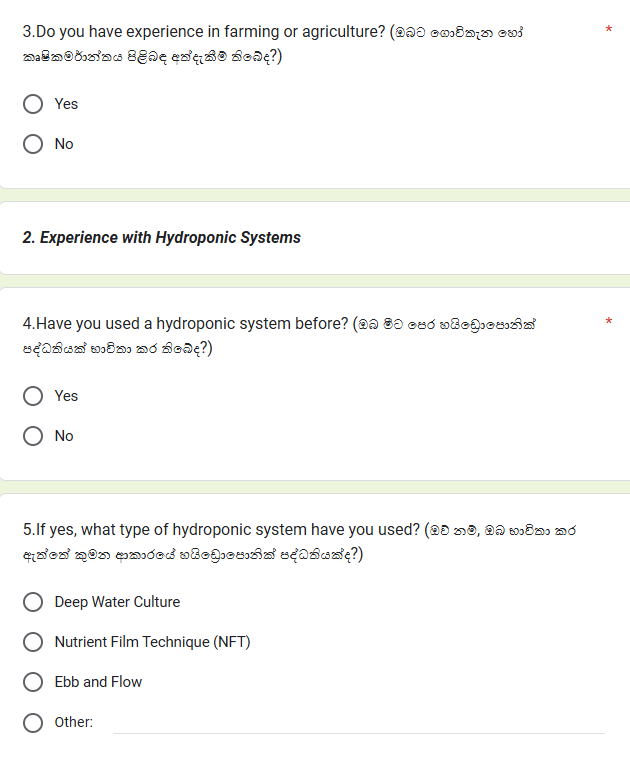 3.Do you have experience in farming or agriculture? (ඔබට ගොවිතැන හෝ *
කෘෂිකර්මාන්තය පිළිබඳ අත්දැකීම් තිබේද?)
Yes
No
2. Experience with Hydroponic Systems
4.Have you used a hydroponic system before? (ඔබ මීට පෙර හයිඩ්‍රොපොනික් *
පද්ධතියක් භාවිතා කර තිබේද?)
Yes
No
5.If yes, what type of hydroponic system have you used? (ඔව් නම්, ඔබ භාවිතා කර
ඇත්තේ කුමන ආකාරයේ හයිඩ්‍රොපොනික් පද්ධතියක්ද?)
Deep Water Culture
Nutrient Film Technique (NFT)
Ebb and Flow
Other: